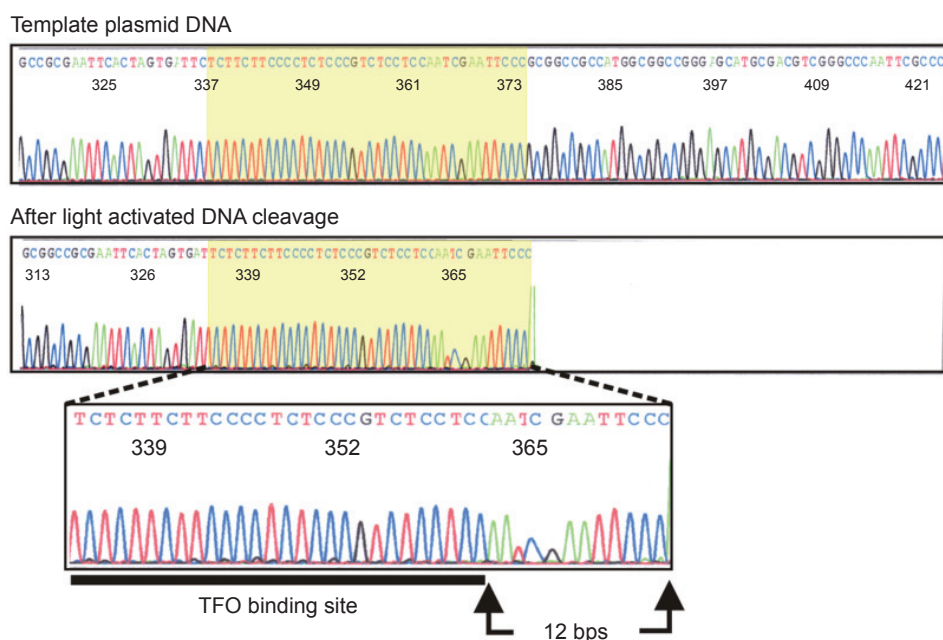 Template plasmid DNA
GCCGCGAATTCACTAGTGATTCTCTTCTTCCCCTCTCCCGTCTCCTCCAATCGAATTCCCGCGGCCGCCATGGCGGCCGGGAGCATGCGACGTCGGGCCCAATTCGCCC
325 337 349 361 373 385 397 409 421
After light activated DNA cleavage
GCGGCCGCGAATTCACTAGTGATTCTCTTCTTCCCCTCTCCCGTCTCCTCCAATC GAATTCCC
313 326 339 352 365
TCTCTTCTTCCCCTCTCCCGTCTCCTCCAATC GAATTCCC
339 352 365
TFO binding site
12 bps